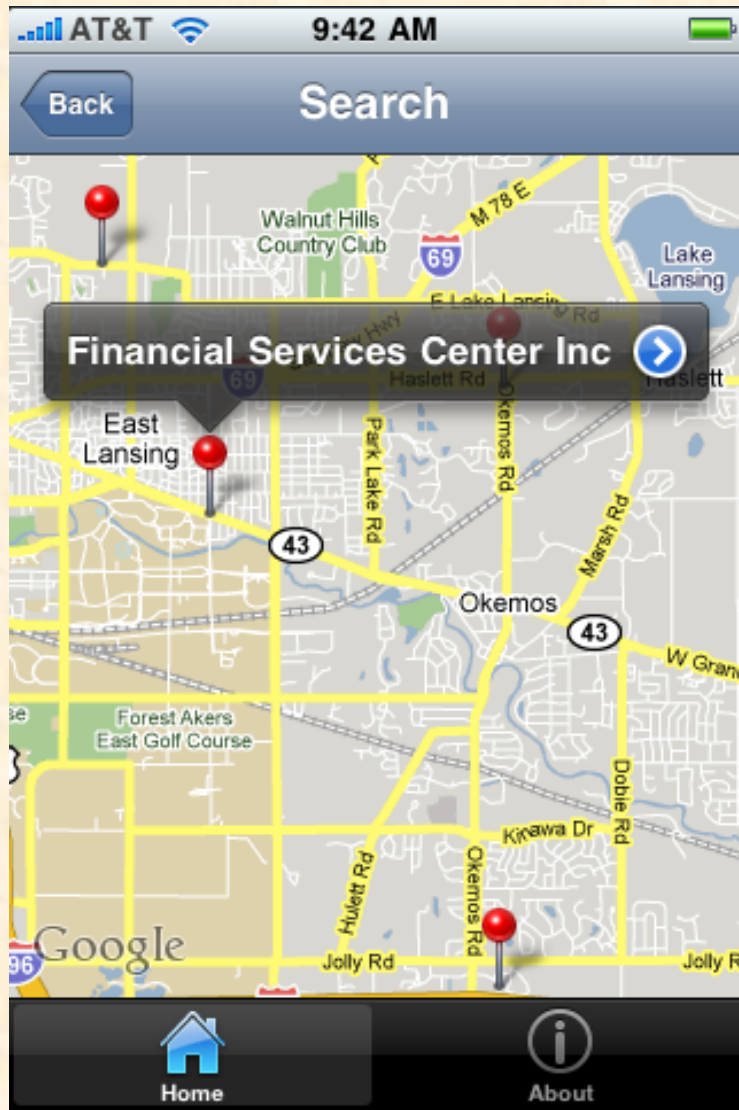 AT&T 9:42 AM
Back Search
M 78 E
Walnut Hills
Country Club
69
Lake
Lansing
E Lake Lansing Rd
Hwy
Financial Services Center Inc
69
Haslett Rd
Haslett
East
Lansing
Park Lake Rd
Okemos Rd
Marsh Rd
43
Okemos
43
W Gran
Forest Akers
East Golf Course
se
Dobie Rd
Kinawa Dr
Hulett Rd
Okemos Rd
Google
96
Jolly Rd
Jolly R
Home About